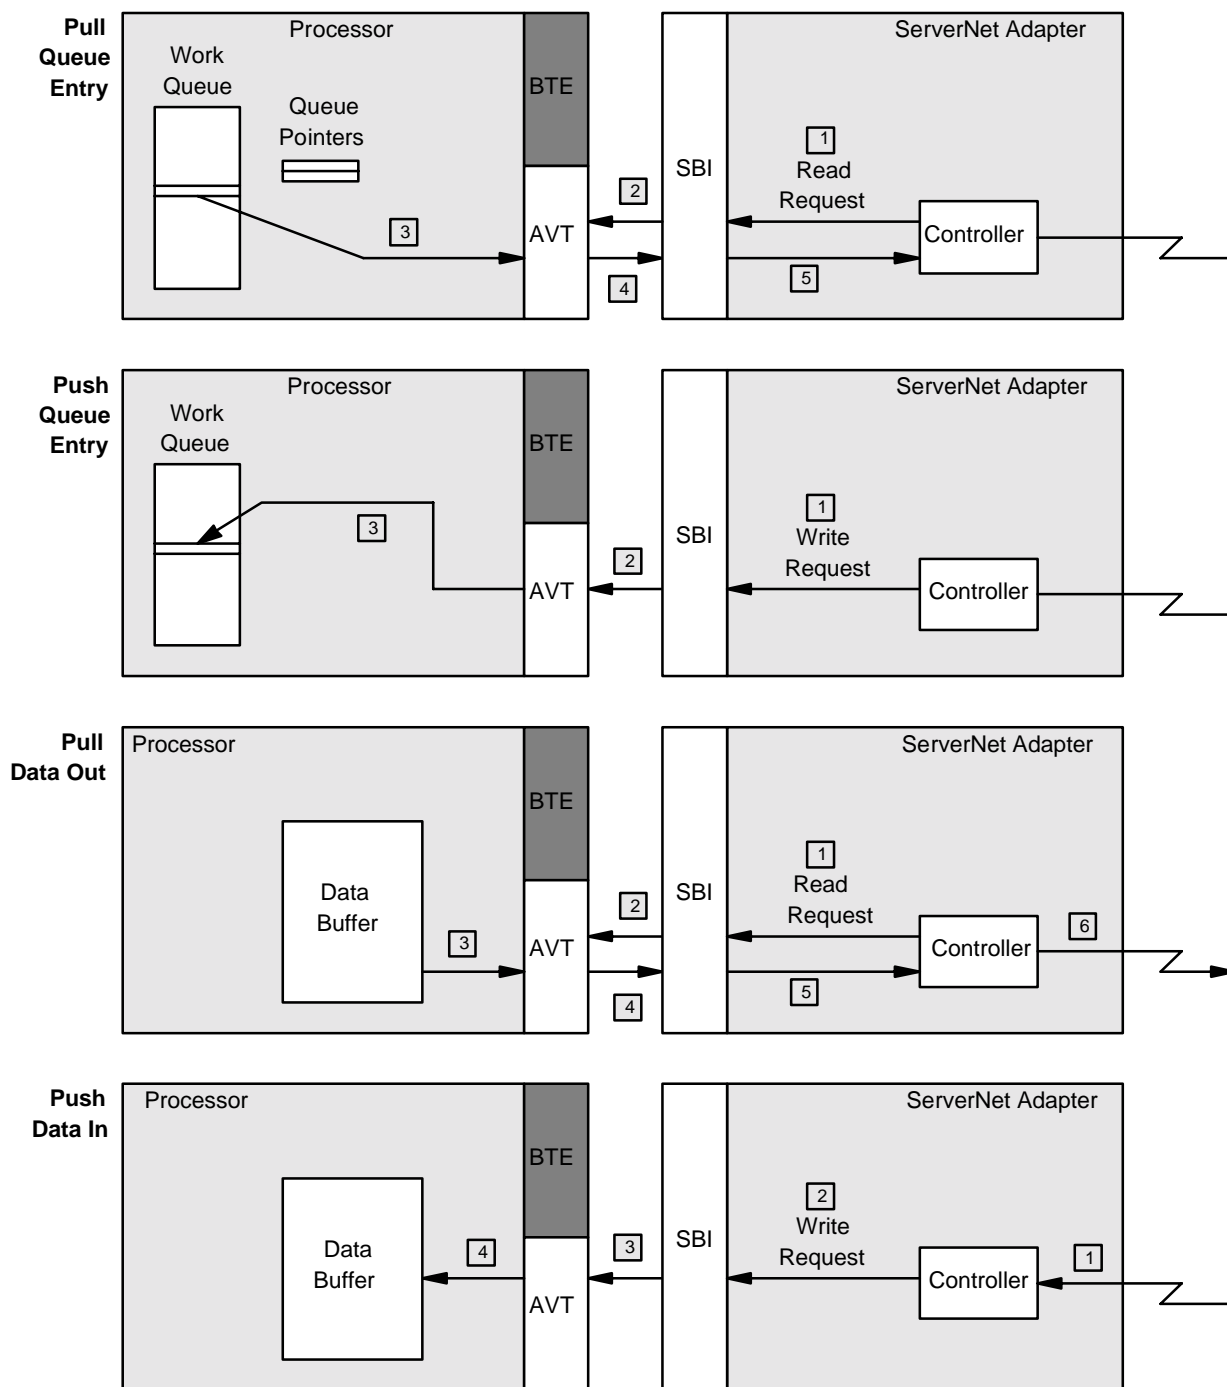 Pull
Queue
Entry
Processor
ServerNet Adapter
Work
Queue
Queue
Pointers
BTE
SBI
1
Read
Request
2
3
AVT
4
5
Controller
Push
Queue
Entry
Processor
ServerNet Adapter
Work
Queue
BTE
SBI
1
Write
Request
3
2
AVT
Controller
Pull
Data Out
Processor
ServerNet Adapter
BTE
SBI
1
Read
Request
Data
Buffer
2
3
AVT
4
5
Controller
6
Push
Data In
Processor
ServerNet Adapter
BTE
SBI
2
Write
Request
Data
Buffer
4
3
AVT
Controller
1